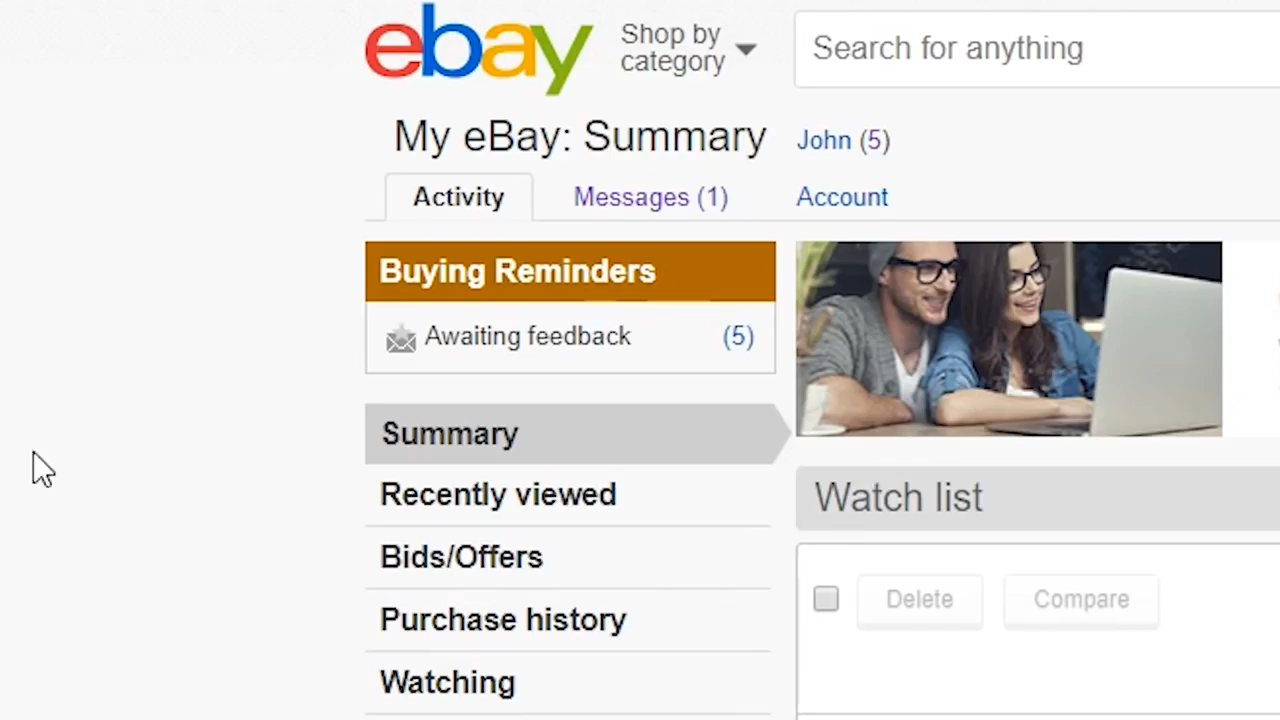 ebay
Shop by
category
Search for anything
My eBay: Summary
John (5)
Activity
Messages (1)
Account
Buying Reminders
Awaiting feedback
(5)
Summary
Recently viewed
Bids/Offers
Purchase history
Watching
Watch list
Delete
Compare